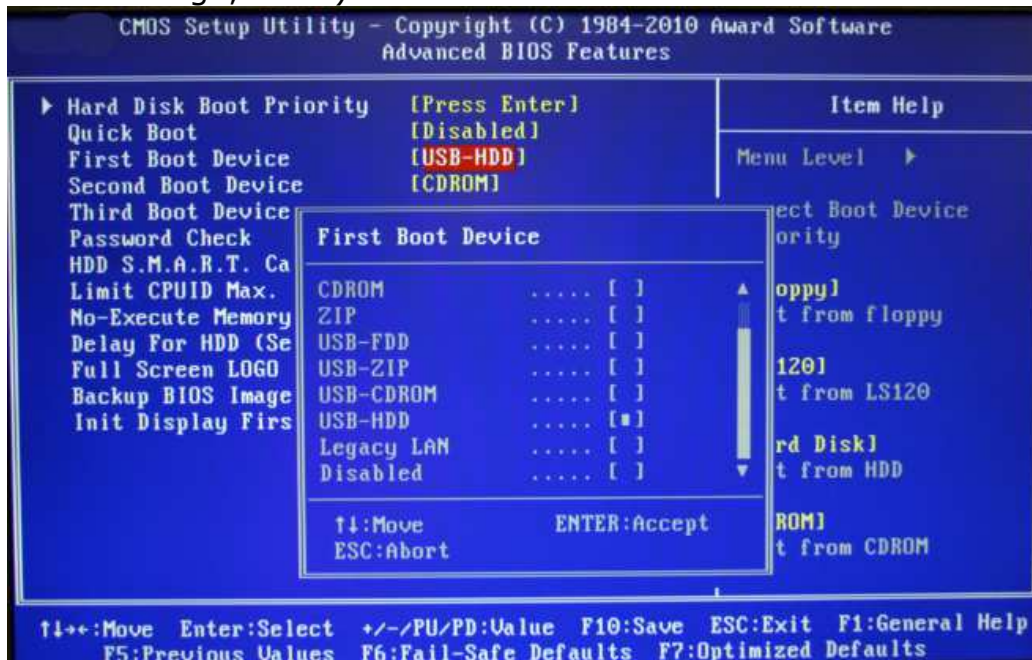 CMOS Setup Utility - Copyright (C) 1984-2010 Award Software
Advanced BIOS Features
Hard Disk Boot Priority [Press Enter]
Quick Boot [Disabled]
First Boot Device [USB-HDD]
Second Boot Device [CDROM]
Third Boot Device
Password Check
HDD S.M.A.R.T. Ca
Limit CPUID Max.
No-Execute Memory
Delay For HDD (Se
Full Screen LOGO
Backup BIOS Image
Init Display Firs
First Boot Device
CDROM ..... [ ]
ZIP ..... [ ]
USB-FDD ..... [ ]
USB-ZIP ..... [ ]
USB-CDROM ..... [ ]
USB-HDD ..... [■]
Legacy LAN ..... [ ]
Disabled ..... [ ]
↑↓:Move ENTER:Accept
ESC:Abort
Item Help
Menu Level ▶
ect Boot Device
ority
oppy]
t from floppy
120]
t from LS120
rd Disk]
t from HDD
ROM]
t from CDROM
↑↓→←:Move Enter:Select +/-/PU/PD:Value F10:Save ESC:Exit F1:General Help
F5:Previous Values F6:Fail-Safe Defaults F7:Optimized Defaults